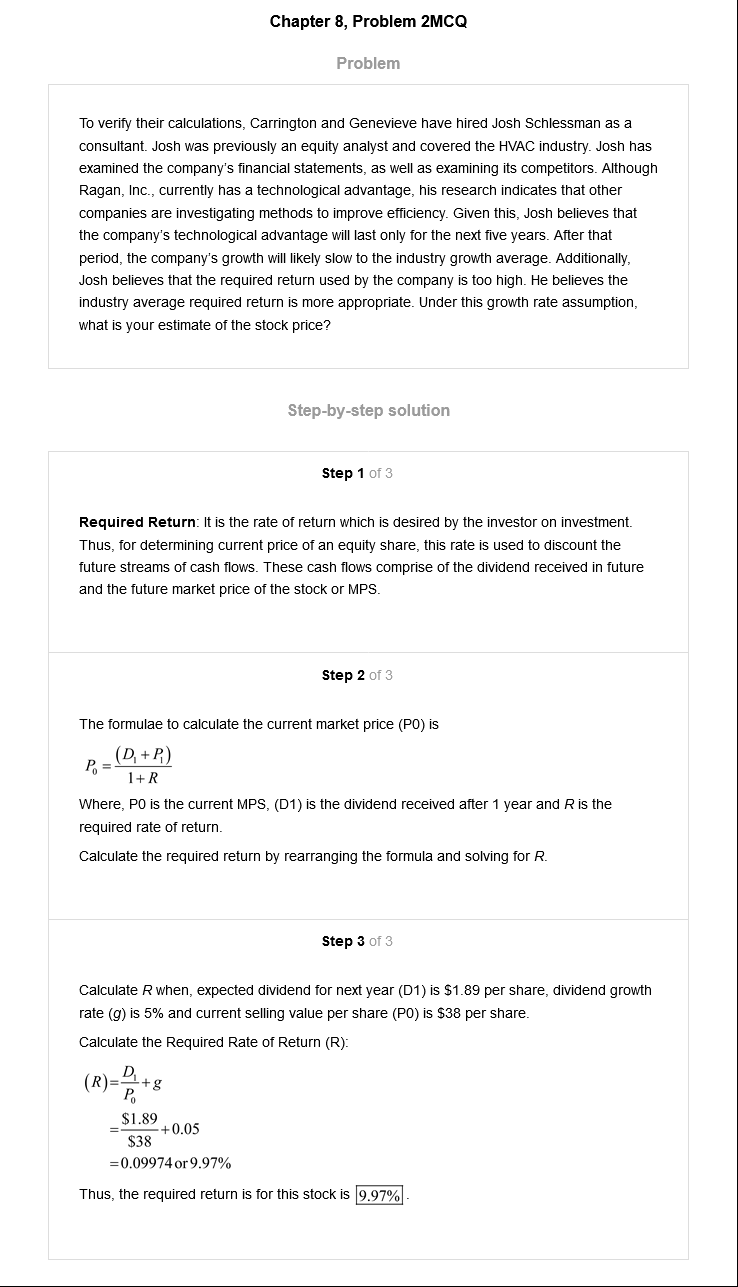 Chapter 8, Problem 2MCQ
Problem
To verify their calculations, Carrington and Genevieve have hired Josh Schlessman as a
consultant. Josh was previously an equity analyst and covered the HVAC industry. Josh has
examined the company's financial statements, as well as examining its competitors. Although
Ragan, Inc., currently has a technological advantage, his research indicates that other
companies are investigating methods to improve efficiency. Given this, Josh believes that
the company's technological advantage will last only for the next five years. After that
period, the company's growth will likely slow to the industry growth average. Additionally,
Josh believes that the required return used by the company is too high. He believes the
industry average required return is more appropriate. Under this growth rate assumption,
what is your estimate of the stock price?
Step-by-step solution
Step 1 of 3
Required Return: It is the rate of return which is desired by the investor on investment.
Thus, for determining current price of an equity share, this rate is used to discount the
future streams of cash flows. These cash flows comprise of the dividend received in future
and the future market price of the stock or MPS.
Step 2 of 3
The formulae to calculate the current market price (P0) is
P₀ = (D₁ + P₁) / 1 + R
Where, P0 is the current MPS, (D1) is the dividend received after 1 year and R is the
required rate of return.
Calculate the required return by rearranging the formula and solving for R.
Step 3 of 3
Calculate R when, expected dividend for next year (D1) is $1.89 per share, dividend growth
rate (g) is 5% and current selling value per share (P0) is $38 per share.
Calculate the Required Rate of Return (R):
(R) = D₁ / P₀ + g
= $1.89 / $38 + 0.05
= 0.09974 or 9.97%
Thus, the required return is for this stock is 9.97%.